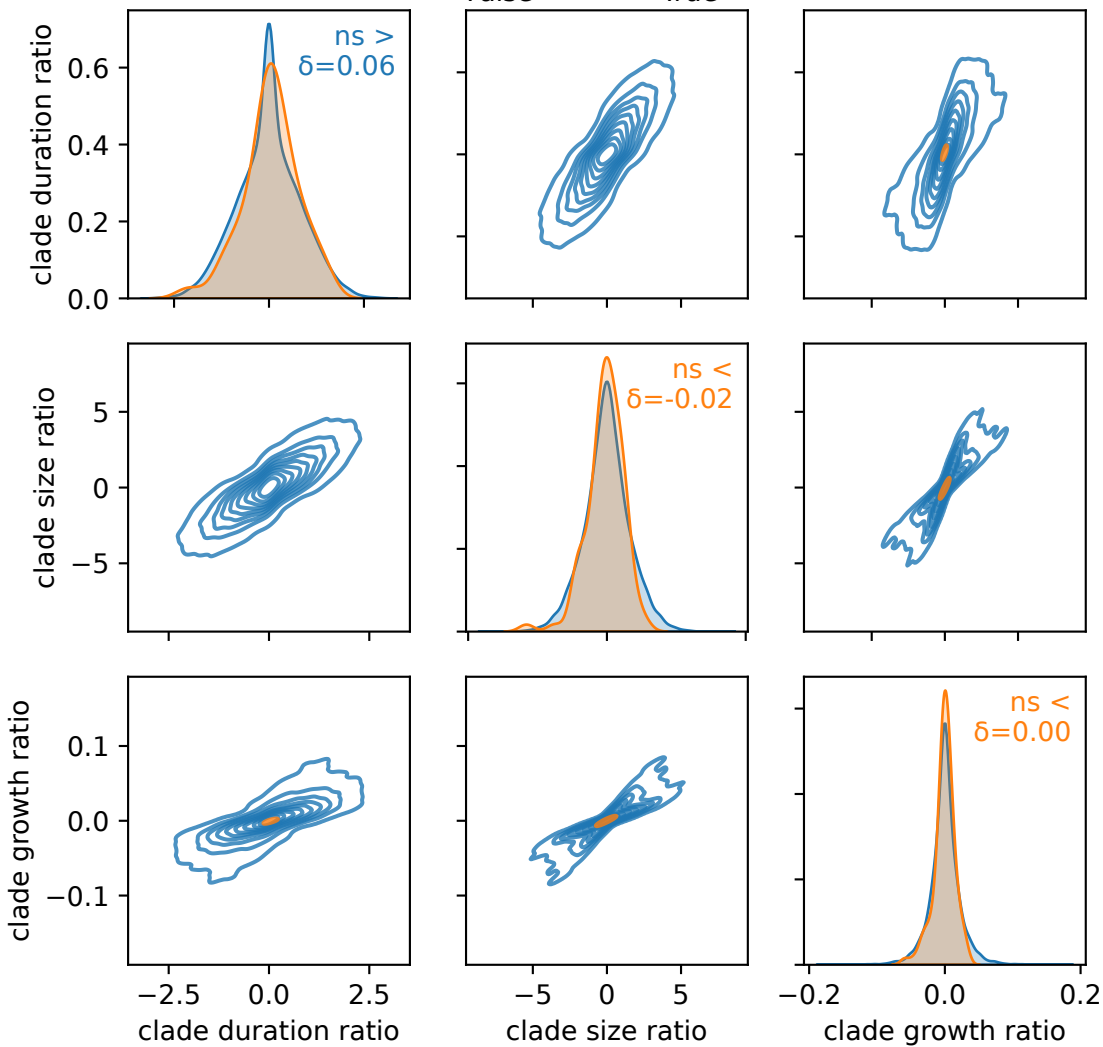 clade duration ratio
0.6
0.4
0.2
0.0
ns >
δ=0.06
clade size ratio
5
0
−5
ns <
δ=-0.02
clade growth ratio
0.1
0.0
−0.1
ns <
δ=0.00
−2.5 0.0 2.5
−5 0 5
−0.2 0.0 0.2
clade duration ratio
clade size ratio
clade growth ratio